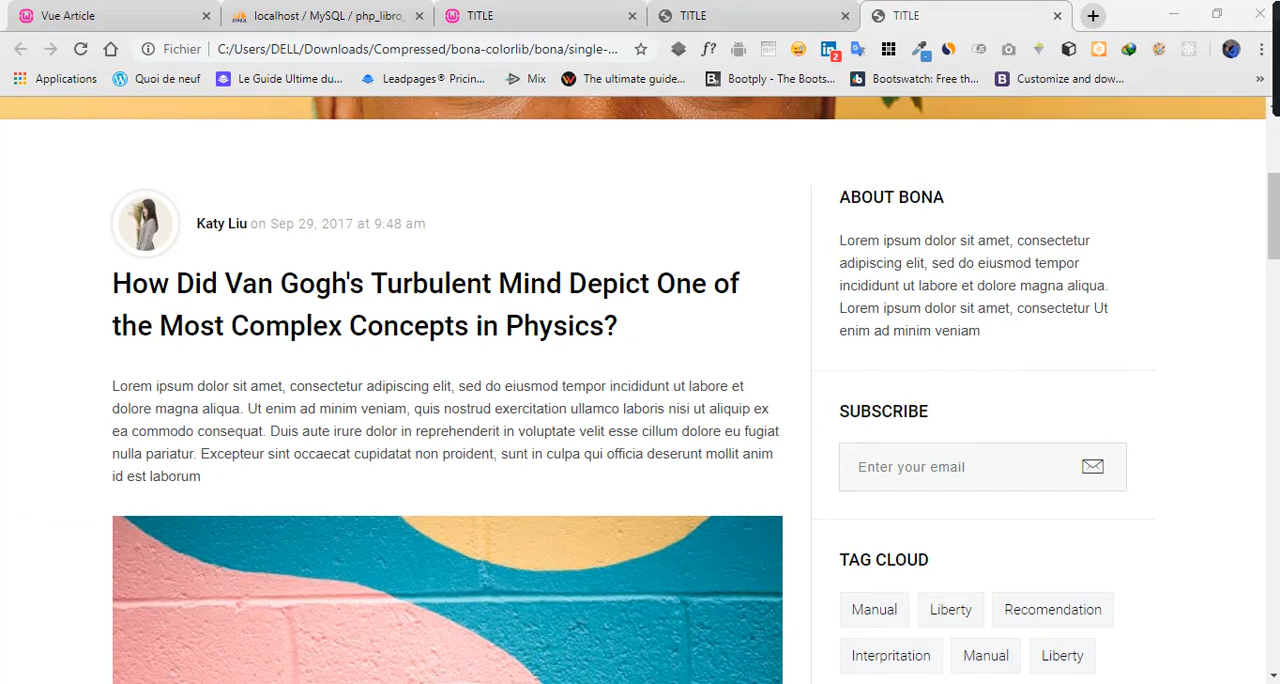 Vue Article
localhost / MySQL / php_libro
TITLE
TITLE
TITLE
Fichier
C:/Users/DELL/Downloads/Compressed/bona-colorlib/bona/single-...
f?
2
Applications
Quoi de neuf
Le Guide Ultime du...
Leadpages® Pricin...
Mix
The ultimate guide...
Bootply - The Boos...
Bootswatch: Free th...
Customize and dow...
»
Katy Liu on Sep 29, 2017 at 9:48 am
How Did Van Gogh's Turbulent Mind Depict One of
the Most Complex Concepts in Physics?
Lorem ipsum dolor sit amet, consectetur adipiscing elit, sed do eiusmod tempor incididunt ut labore et
dolore magna aliqua. Ut enim ad minim veniam, quis nostrud exercitation ullamco laboris nisi ut aliquip ex
ea commodo consequat. Duis aute irure dolor in reprehenderit in voluptate velit esse cillum dolore eu fugiat
nulla pariatur. Excepteur sint occaecat cupidatat non proident, sunt in culpa qui officia deserunt mollit anim
id est laborum
ABOUT BONA
Lorem ipsum dolor sit amet, consectetur
adipiscing elit, sed do eiusmod tempor
incididunt ut labore et dolore magna aliqua.
Lorem ipsum dolor sit amet, consectetur Ut
enim ad minim veniam
SUBSCRIBE
Enter your email
TAG CLOUD
Manual
Liberty
Recomendation
Interpritation
Manual
Liberty